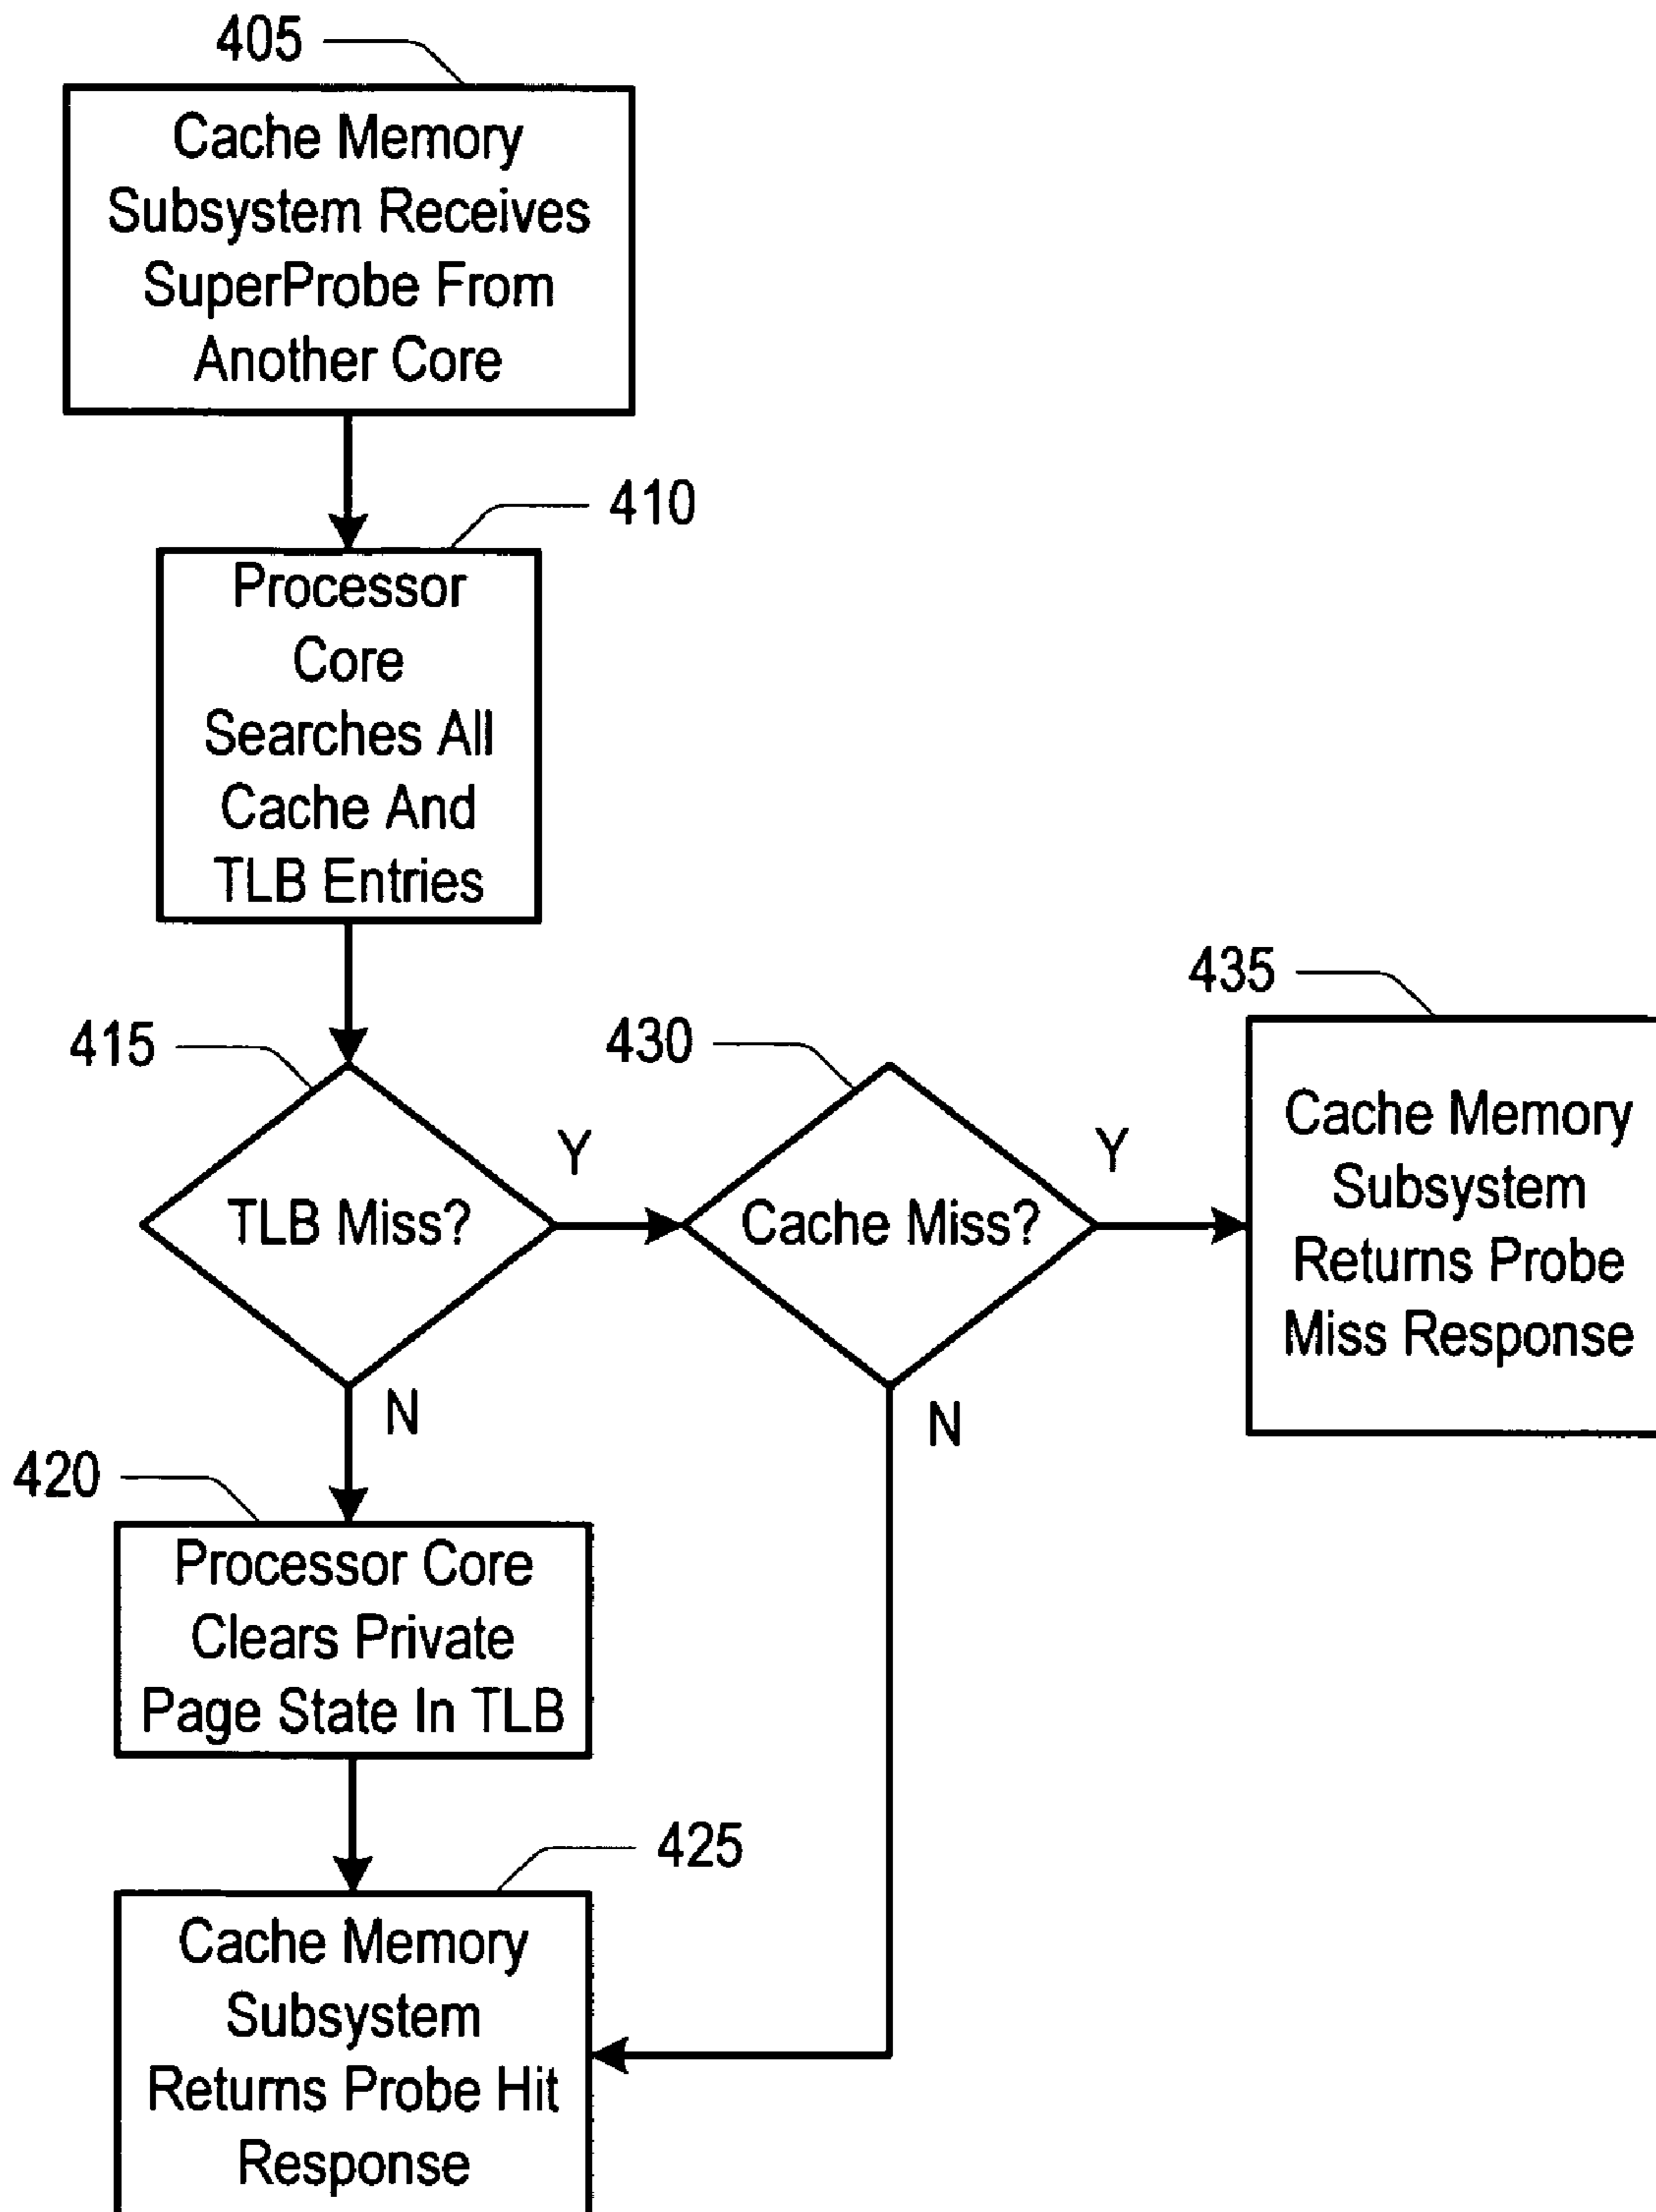 405
Cache Memory
Subsystem Receives
SuperProbe From
Another Core
410
Processor
Core
Searches All
Cache And
TLB Entries
415
TLB Miss?
Y
N
430
Cache Miss?
Y
N
435
Cache Memory
Subsystem
Returns Probe
Miss Response
420
Processor Core
Clears Private
Page State In TLB
425
Cache Memory
Subsystem
Returns Probe Hit
Response